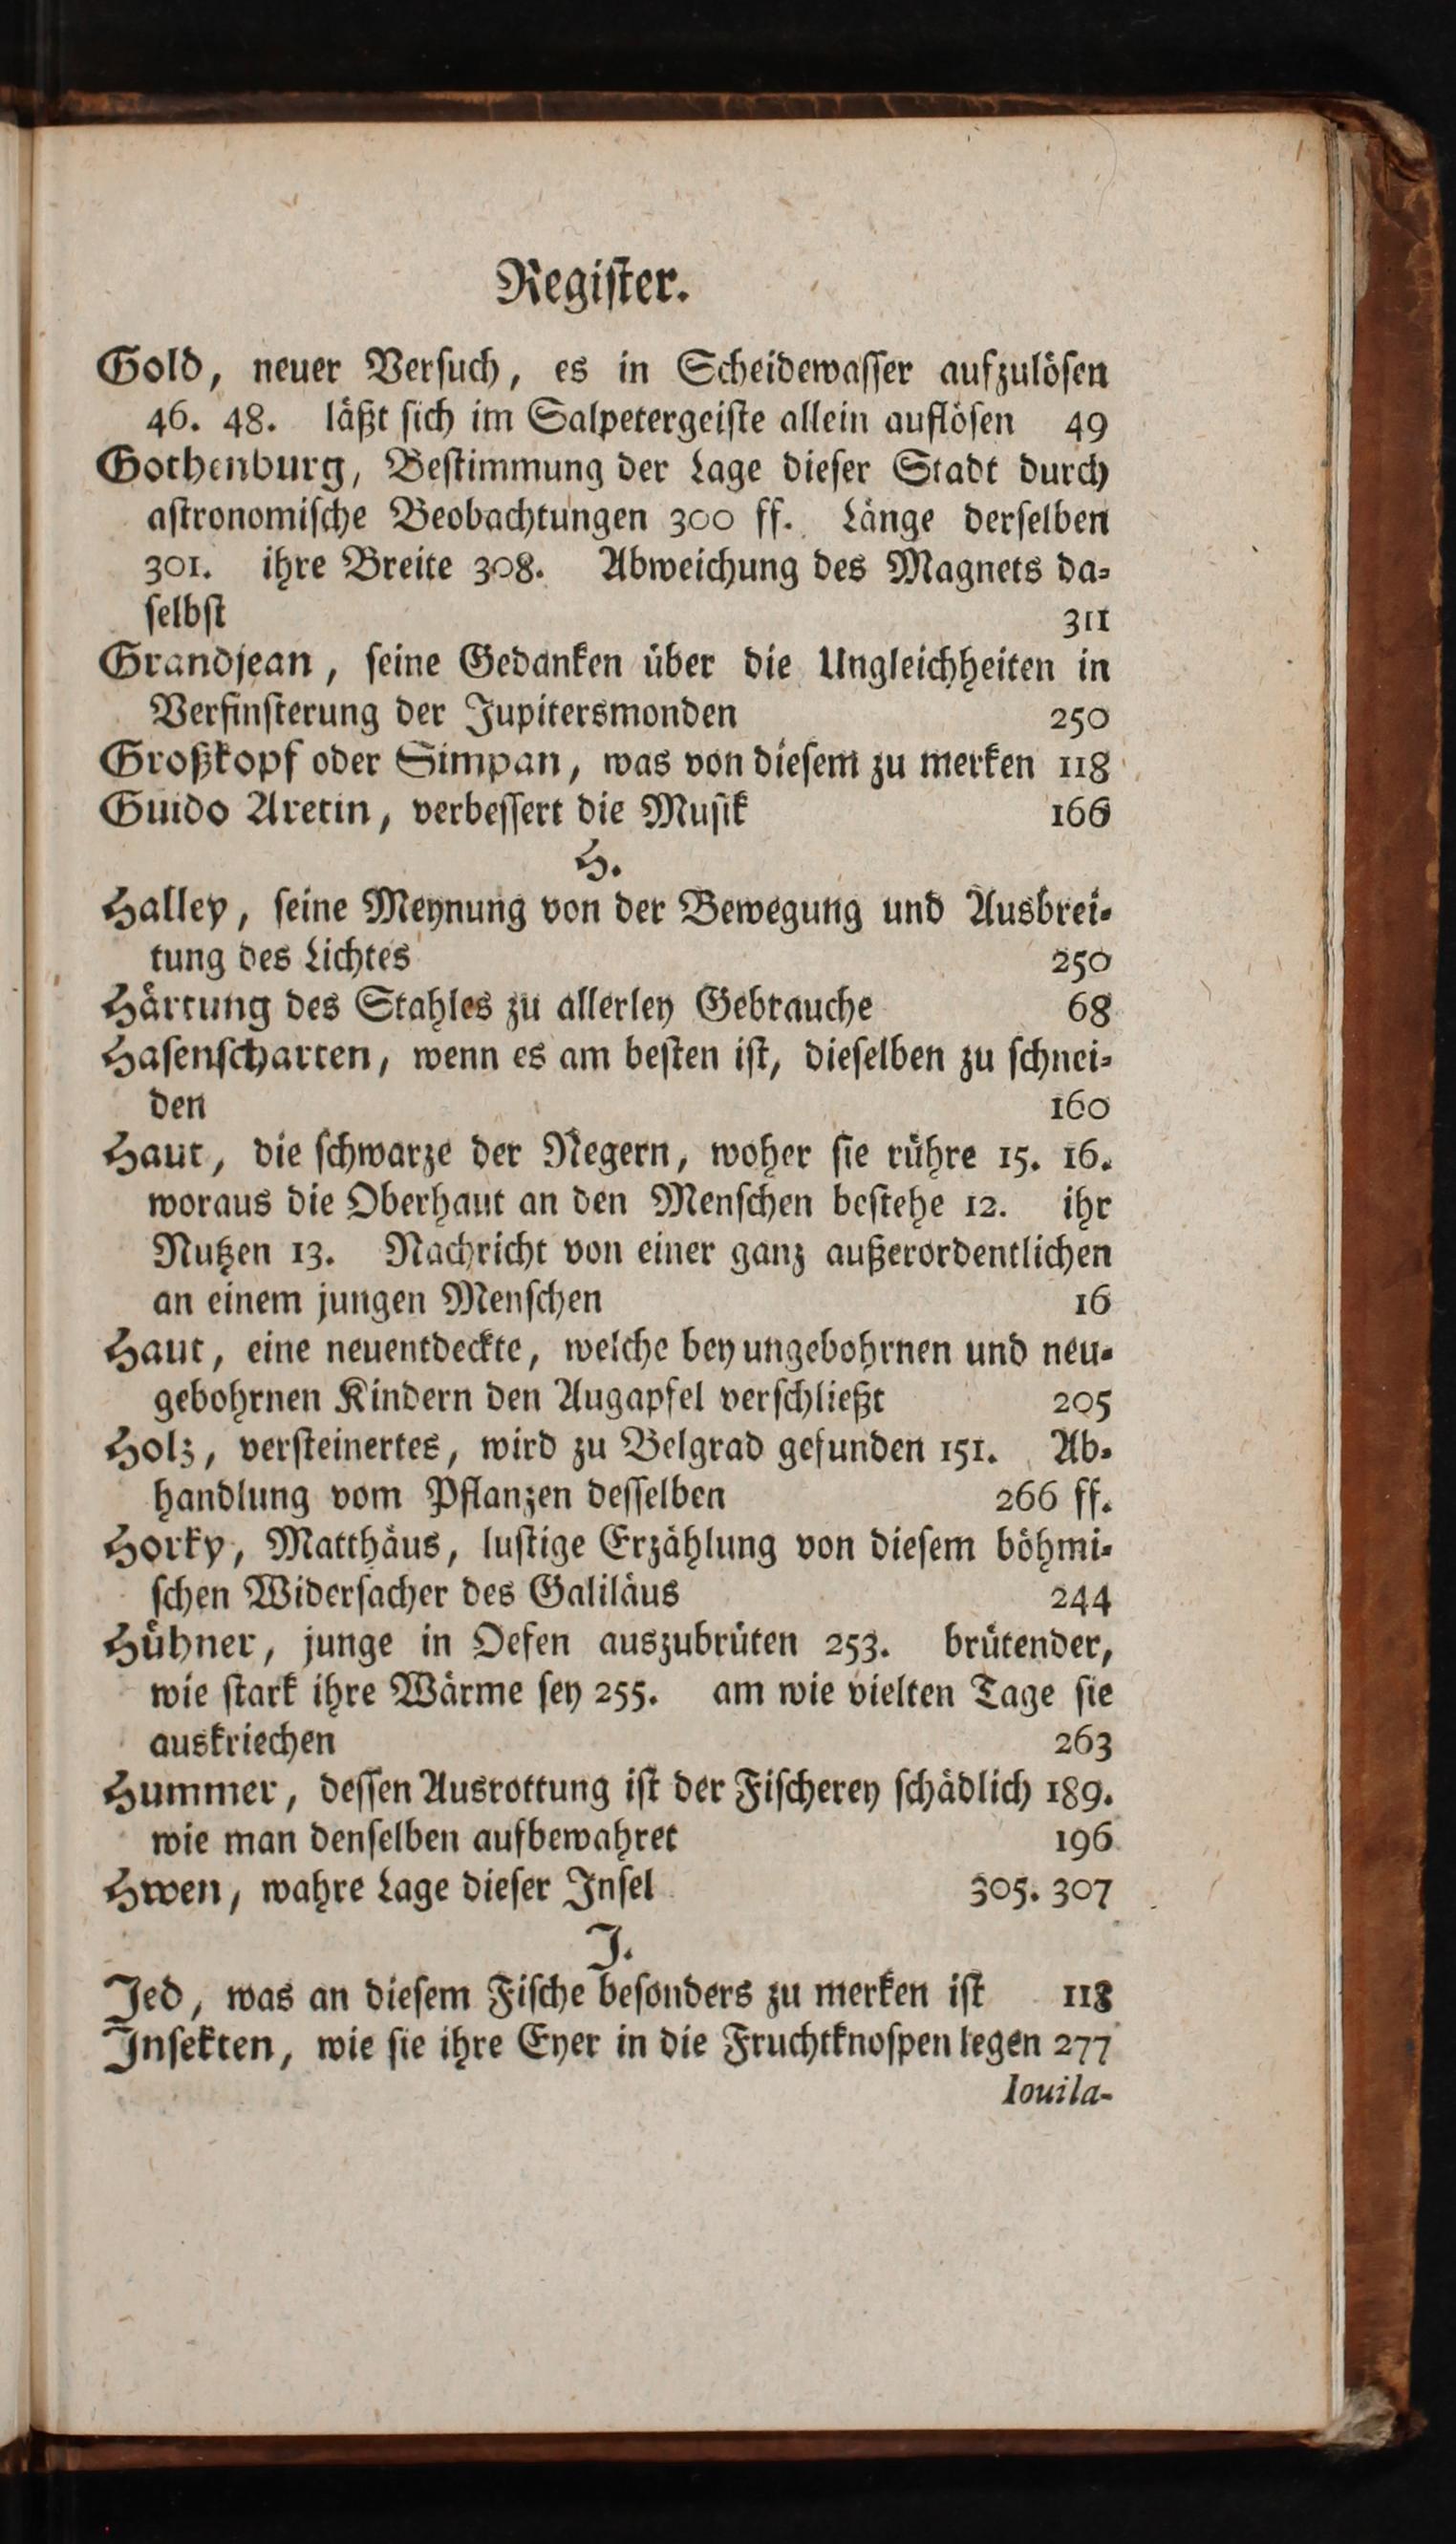 Regiſter.
Gold, neuer Verſuch, es in Scheidewaſſer aufzulöſen
46. 48. läßt ſich im Salpetergeiſte allein auflöſen 49
Gothenburg, Beſtimmung der Lage dieſer Stadt durch
aſtronomiſche Beobachtungen 300 ff. Länge derſelben
301. ihre Breite 308. Abweichung des Magnets da-
ſelbſt 311
Grandjean, ſeine Gedanken über die Ungleichheiten in
Verfinſterung der Jupitersmonden 250
Großkopf oder Simpan, was von dieſem zu merken 118
Guido Aretin, verbeſſert die Muſik 166
H.
Halley, ſeine Meynung von der Bewegung und Ausbrei-
tung des Lichtes 250
Härtung des Stahles zu allerley Gebrauche 68
Haſenſcharten, wenn es am beſten iſt, dieſelben zu ſchnei-
den 160
Haut, die ſchwarze der Negern, woher ſie rühre 15. 16.
woraus die Oberhaut an den Menſchen beſtehe 12. ihr
Nutzen 13. Nachricht von einer ganz außerordentlichen
an einem jungen Menſchen 16
Haut, eine neuentdeckte, welche bey ungebohrnen und neu-
gebohrnen Kindern den Augapfel verſchließt 205
Holz, verſteinertes, wird zu Belgrad gefunden 151. Ab-
handlung vom Pflanzen deſſelben 266 ff.
Horky, Matthäus, luſtige Erzählung von dieſem böhmi-
ſchen Widerſacher des Galiläus 244
Hühner, junge in Oefen auszubrüten 253. brütender,
wie ſtark ihre Wärme ſey 255. am wie vielten Tage ſie
auskriechen 263
Hummer, deſſen Ausrottung iſt der Fiſcherey ſchädlich 189.
wie man denſelben aufbewahret 196
Hwen, wahre Lage dieſer Inſel 305. 307
J.
Jed, was an dieſem Fiſche beſonders zu merken iſt 118
Inſekten, wie ſie ihre Eyer in die Fruchtknoſpen legen 277
Iouila-